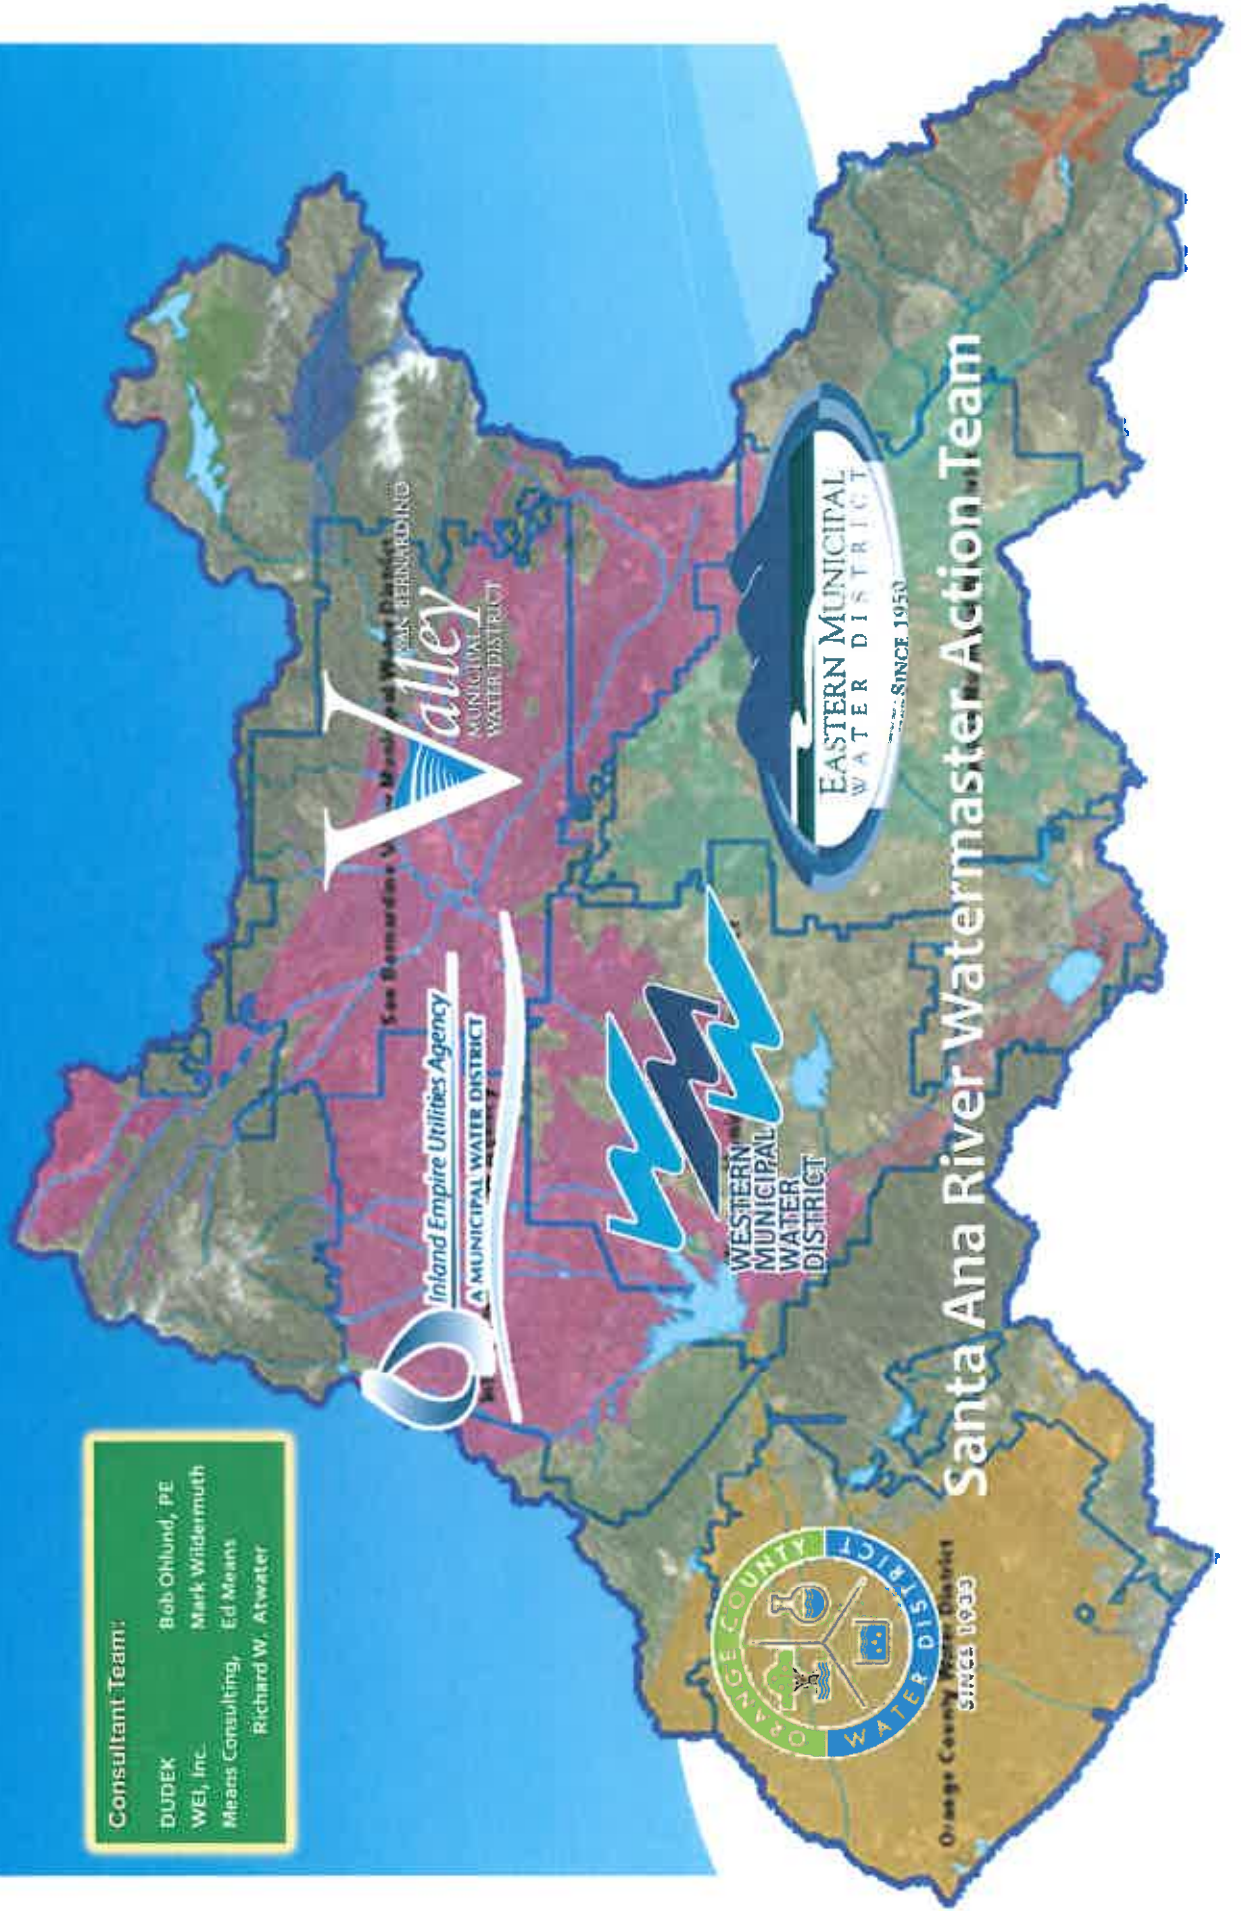 Consultant Team:
DUDEK Bob Ohlund, PE
WEI, Inc. Mark Wildermuth
Means Consulting, Ed Means
Richard W. Atwater
Valley
SAN BERNARDINO
MUNICIPAL
WATER DISTRICT
Inland Empire Utilities Agency
A MUNICIPAL WATER DISTRICT
WESTERN
MUNICIPAL
WATER
DISTRICT
EASTERN MUNICIPAL
WATER DISTRICT
SINCE 1950
ORANGE COUNTY
WATER DISTRICT
SINCE 1933
Orange County Water District
Santa Ana River Watermaster Action Team